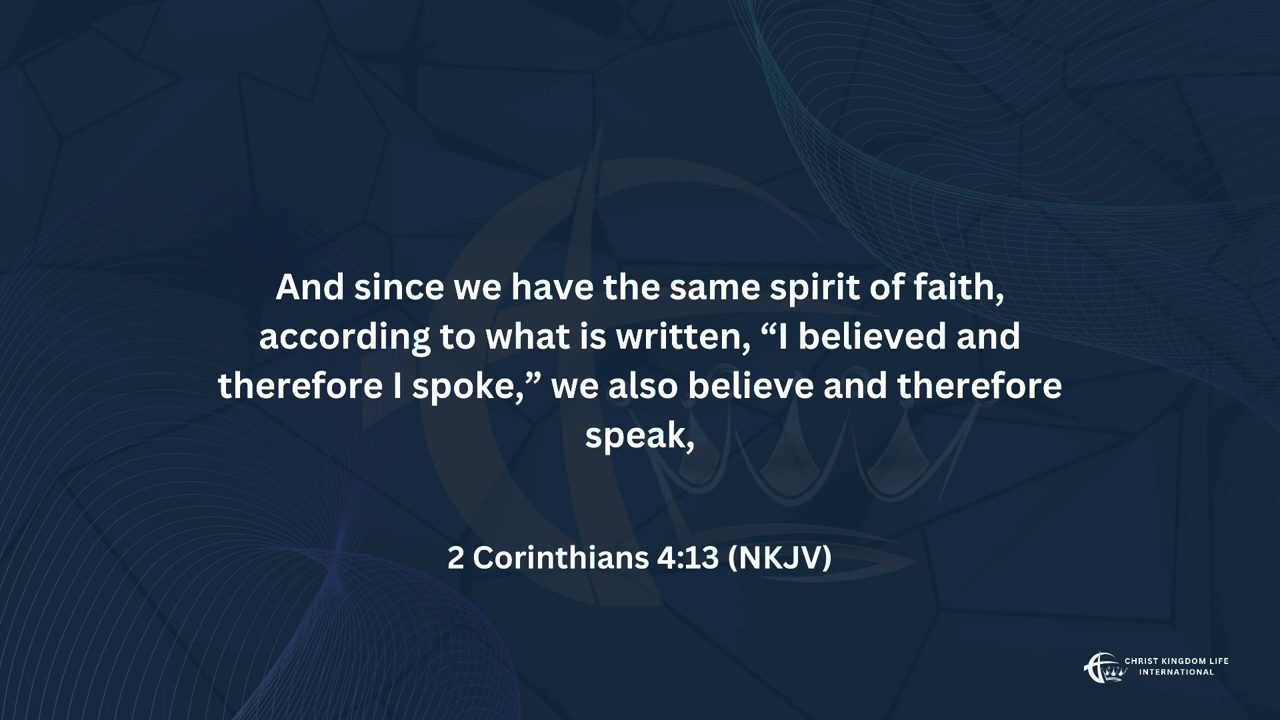 And since we have the same spirit of faith,
according to what is written, “I believed and
therefore I spoke,” we also believe and therefore
speak,
2 Corinthians 4:13 (NKJV)
CHRIST KINGDOM LIFE
INTERNATIONAL